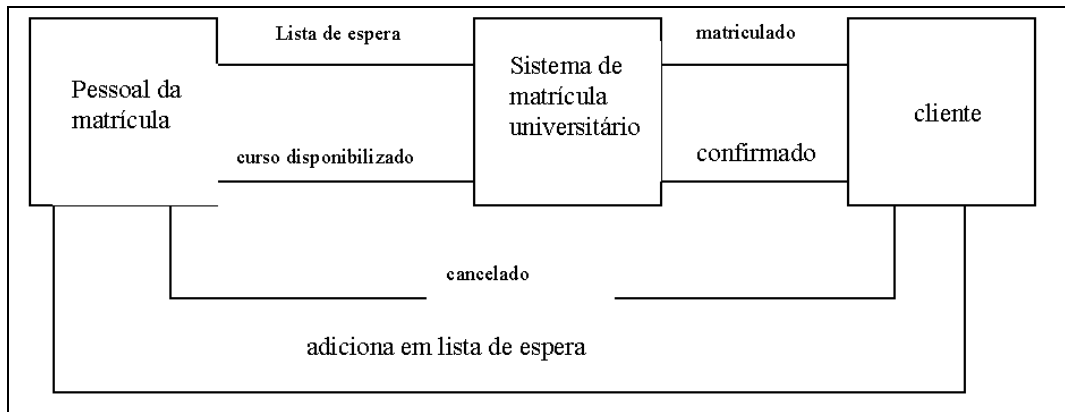 Lista de espera
matriculado
Pessoal da
matrícula
Sistema de
matrícula
universitário
cliente
curso disponibilizado
confirmado
cancelado
adiciona em lista de espera